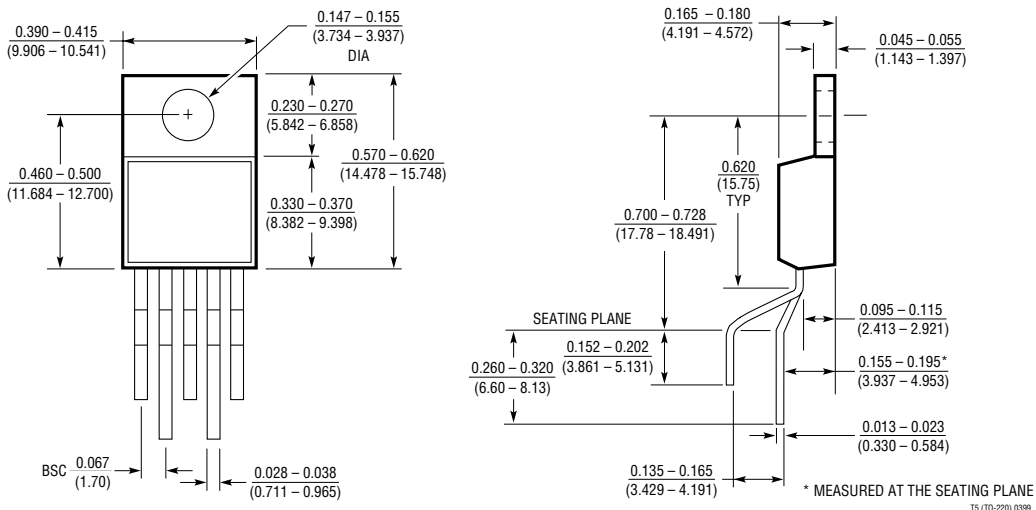 0.390 – 0.415
(9.906 – 10.541)
0.147 – 0.155
(3.734 – 3.937)
DIA
0.230 – 0.270
(5.842 – 6.858)
0.460 – 0.500
(11.684 – 12.700)
0.570 – 0.620
(14.478 – 15.748)
0.330 – 0.370
(8.382 – 9.398)
BSC 0.067
(1.70)
0.028 – 0.038
(0.711 – 0.965)
0.165 – 0.180
(4.191 – 4.572)
0.045 – 0.055
(1.143 – 1.397)
0.620
(15.75)
TYP
0.700 – 0.728
(17.78 – 18.491)
SEATING PLANE
0.152 – 0.202
(3.861 – 5.131)
0.260 – 0.320
(6.60 – 8.13)
0.095 – 0.115
(2.413 – 2.921)
0.155 – 0.195*
(3.937 – 4.953)
0.013 – 0.023
(0.330 – 0.584)
0.135 – 0.165
(3.429 – 4.191)
* MEASURED AT THE SEATING PLANE
T5 (TO-220) 0399